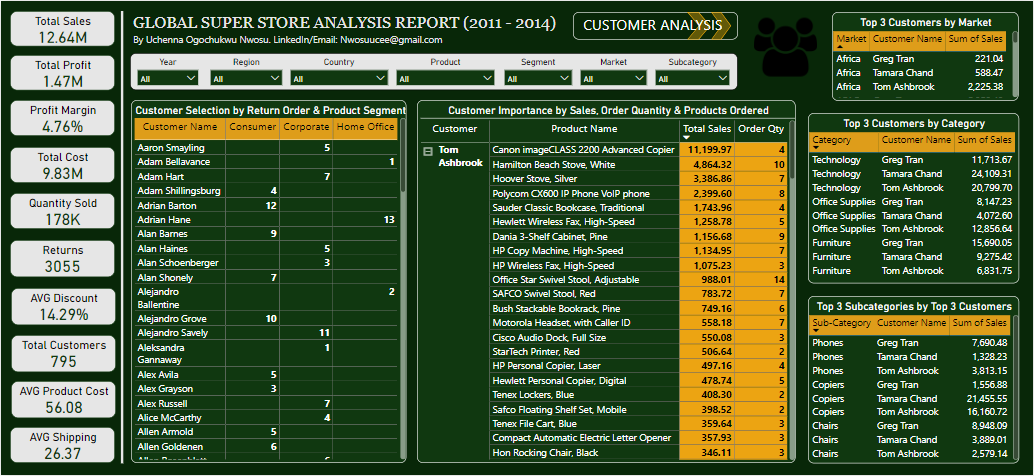 Total Sales
12.64M
Total Profit
1.47M
Profit Margin
4.76%
Total Cost
9.83M
Quantity Sold
178K
Returns
3055
AVG Discount
14.29%
Total Customers
795
AVG Product Cost
56.08
AVG Shipping
26.37
GLOBAL SUPER STORE ANALYSIS REPORT (2011 - 2014)
By Uchenna Ogochukwu Nwosu. LinkedIn/Email: Nwosuucee@gmail.com
CUSTOMER ANALYSIS
Year Region Country Product Segment Market Subcategory
All All All All All All All
Customer Selection by Return Order & Product Segment
Customer Name Consumer Corporate Home Office
Aaron Smayling 5
Adam Bellavance 1
Adam Hart 7
Adam Shillingsburg 4
Adrian Barton 12
Adrian Hane 13
Alan Barnes 9
Alan Haines 5
Alan Schoenberger 3
Alan Shonely 7
Alejandro Ballentine 2
Alejandro Grove 10
Alejandro Savely 11
Aleksandra Gannaway 1
Alex Avila 5
Alex Grayson 3
Alex Russell 7
Alice McCarthy 4
Allen Arnold 5
Allen Goldenen 6
Customer Importance by Sales, Order Quantity & Products Ordered
Customer Product Name Total Sales Order Qty
Tom Ashbrook
Canon imageCLASS 2200 Advanced Copier 11,199.97 4
Hamilton Beach Stove, White 4,864.32 10
Hoover Stove, Silver 3,386.86 7
Polycom CX600 IP Phone VoIP phone 2,399.60 8
Sauder Classic Bookcase, Traditional 1,743.96 4
Hewlett Wireless Fax, High-Speed 1,258.78 5
Dania 3-Shelf Cabinet, Pine 1,156.68 9
HP Copy Machine, High-Speed 1,134.95 7
HP Wireless Fax, High-Speed 1,075.23 3
Office Star Swivel Stool, Adjustable 988.01 14
SAFCO Swivel Stool, Red 783.72 7
Bush Stackable Bookrack, Pine 749.16 6
Motorola Headset, with Caller ID 558.18 7
Cisco Audio Dock, Full Size 550.08 3
StarTech Printer, Red 506.64 2
HP Personal Copier, Laser 497.16 4
Hewlett Personal Copier, Digital 478.74 5
Tenex Lockers, Blue 408.30 2
Safco Floating Shelf Set, Mobile 398.52 2
Tenex File Cart, Blue 359.64 3
Compact Automatic Electric Letter Opener 357.93 3
Hon Rocking Chair, Black 346.11 3
Top 3 Customers by Market
Market Customer Name Sum of Sales
Africa Greg Tran 221.04
Africa Tamara Chand 588.47
Africa Tom Ashbrook 2,225.38
Top 3 Customers by Category
Category Customer Name Sum of Sales
Technology Greg Tran 11,713.67
Technology Tamara Chand 24,109.31
Technology Tom Ashbrook 20,799.70
Office Supplies Greg Tran 8,147.23
Office Supplies Tamara Chand 4,072.60
Office Supplies Tom Ashbrook 12,856.64
Furniture Greg Tran 15,690.05
Furniture Tamara Chand 9,275.42
Furniture Tom Ashbrook 6,831.75
Top 3 Subcategories by Top 3 Customers
Sub-Category Customer Name Sum of Sales
Phones Greg Tran 7,690.48
Phones Tamara Chand 1,328.23
Phones Tom Ashbrook 3,813.15
Copiers Greg Tran 1,556.88
Copiers Tamara Chand 21,455.55
Copiers Tom Ashbrook 16,160.72
Chairs Greg Tran 8,948.09
Chairs Tamara Chand 3,889.01
Chairs Tom Ashbrook 2,579.14